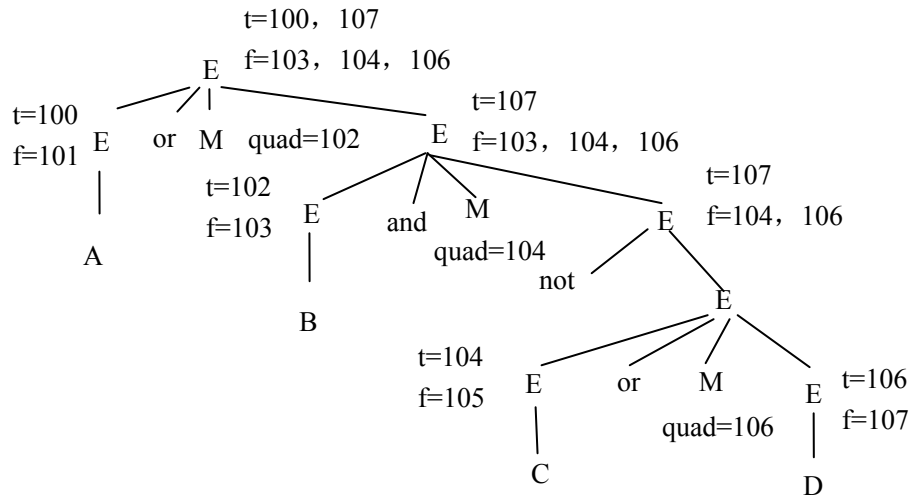 t=100，107
f=103，104，106
E
t=100
f=101
E
or
M
quad=102
t=107
f=103，104，106
E
A
t=102
f=103
E
and
M
quad=104
t=107
f=104，106
E
B
not
E
t=104
f=105
E
or
M
quad=106
t=106
f=107
E
C
D